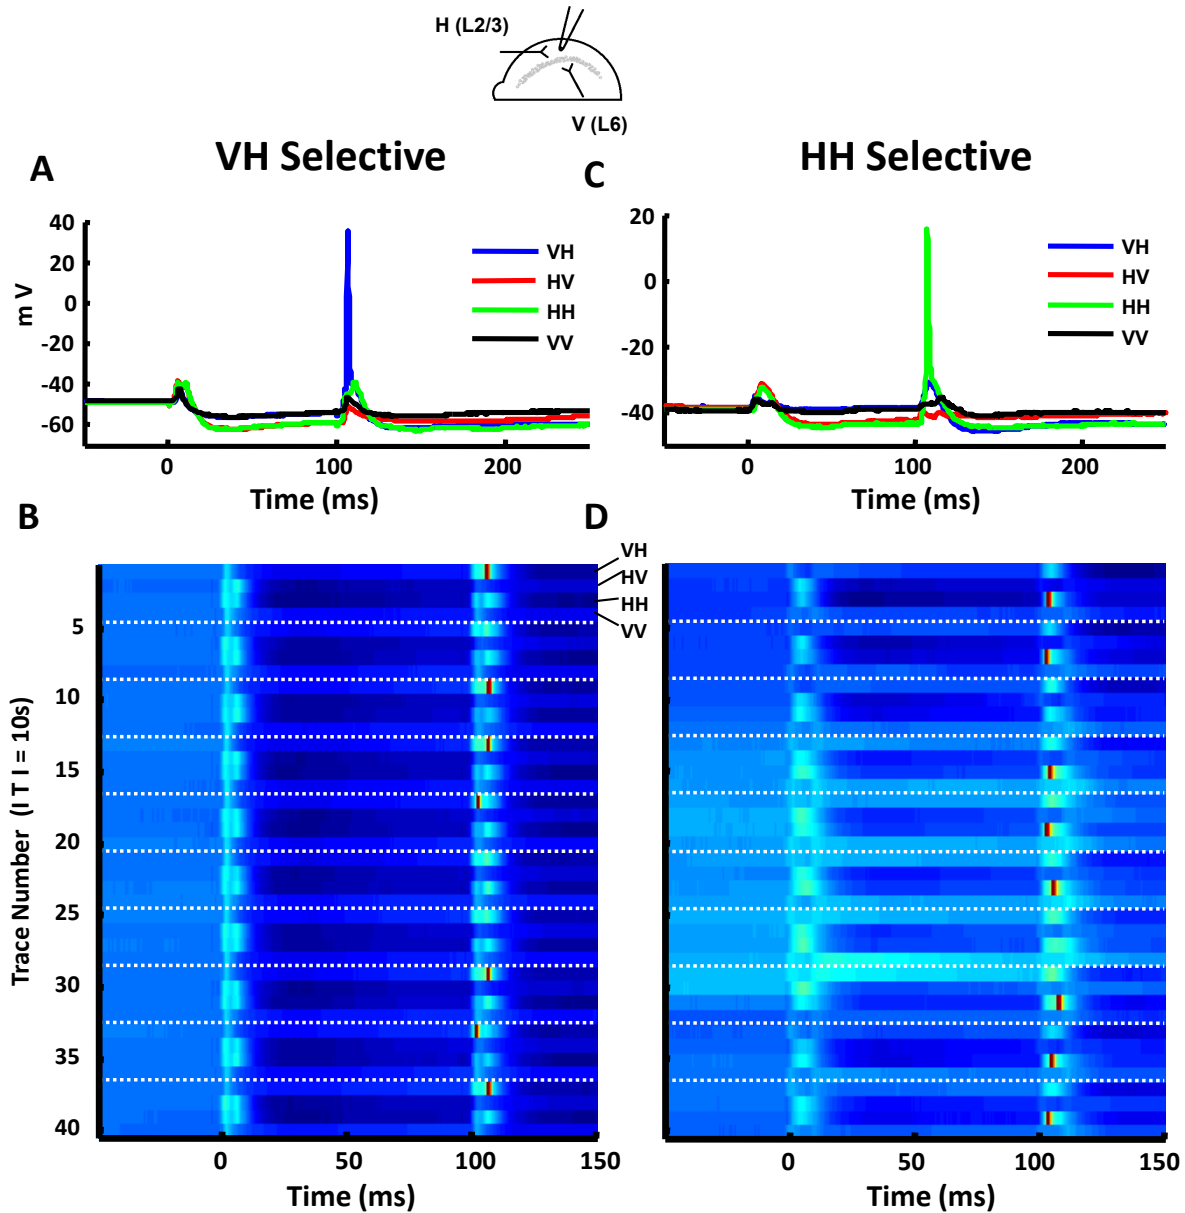 H (L2/3)
V (L6)
A
VH Selective
C
HH Selective
40
20
0
-20
-40
-60
m V
VH
HV
HH
VV
0
100
200
Time (ms)
20
0
-20
-40
VH
HV
HH
VV
0
100
200
Time (ms)
B
D
VH
HV
HH
VV
5
10
15
20
25
30
35
40
Trace Number (I T I = 10s)
0
50
100
150
Time (ms)
0
50
100
150
Time (ms)